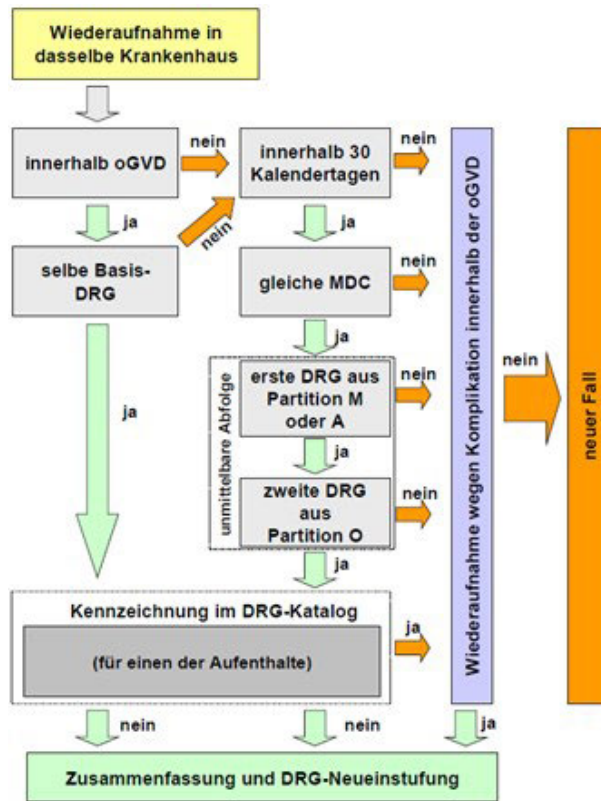 Wiederaufnahme in
dasselbe Krankenhaus
innerhalb oGVD
nein
innerhalb 30
Kalendertagen
nein
ja
nein
ja
selbe Basis-
DRG
gleiche MDC
nein
ja
ja
unmittelbare Abfolge
erste DRG aus
Partition M
oder A
nein
ja
zweite DRG
aus
Partition O
nein
ja
Kennzeichnung im DRG-Katalog
(für einen der Aufenthalte)
ja
nein
nein
Wiederaufnahme wegen Komplikation innerhalb der oGVD
nein
ja
neuer Fall
Zusammenfassung und DRG-Neueinstufung